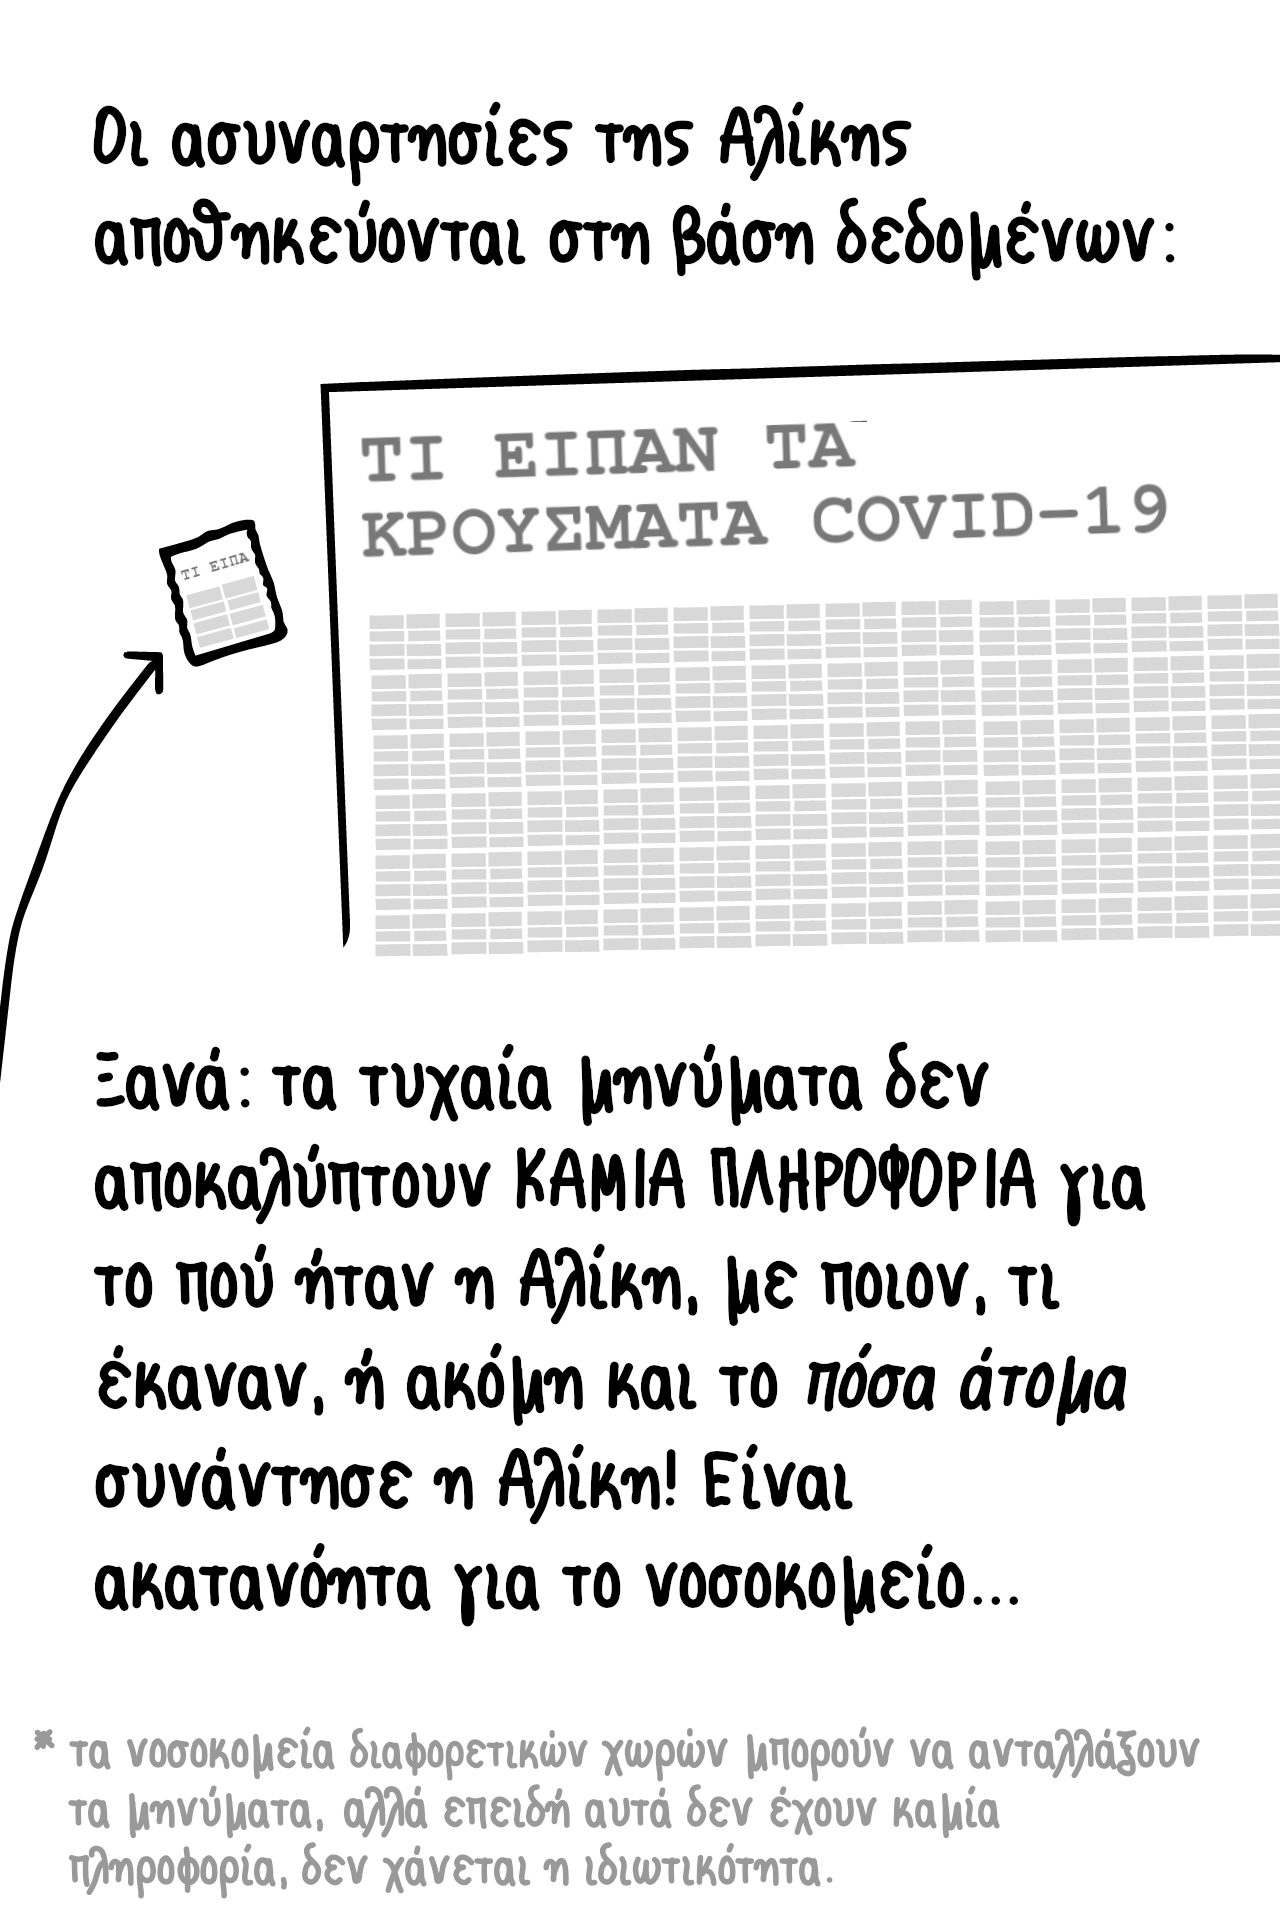 Οι ασυναρτησίες της Αλίκης
αποθηκεύονται στη βάση δεδομένων:
ΤΙ ΕΙΠΑΝ ΤΑ
ΚΡΟΥΣΜΑΤΑ COVID-19
ΤΙ ΕΙΠΑ
Ξανά: τα τυχαία μηνύματα δεν
αποκαλύπτουν ΚΑΜΙΑ ΠΛΗΡΟΦΟΡΙΑ για
το πού ήταν η Αλίκη, με ποιον, τι
έκαναν, ή ακόμη και το πόσα άτομα
συνάντησε η Αλίκη! Είναι
ακατανόητα για το νοσοκομείο...
* τα νοσοκομεία διαφορετικών χωρών μπορούν να ανταλλάξουν
τα μηνύματα, αλλά επειδή αυτά δεν έχουν καμία
πληροφορία, δεν χάνεται η ιδιωτικότητα.